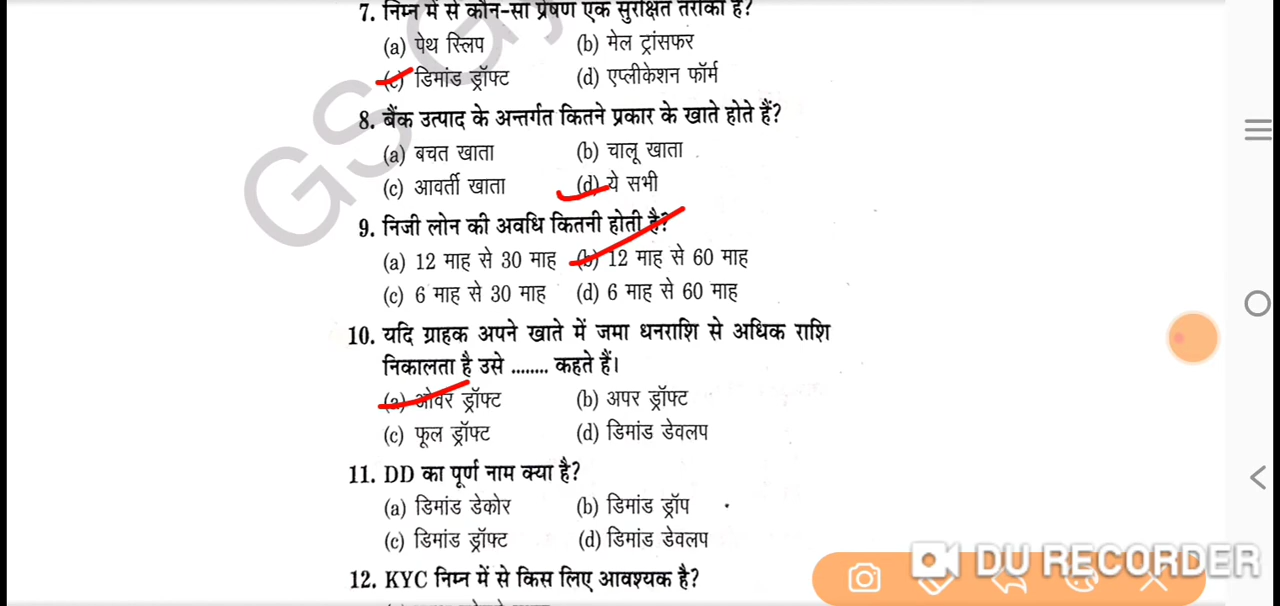 7. निम्न में से कौन-सा प्रेषण एक सुरक्षित तरीका है?
(a) पेथ स्लिप (b) मेल ट्रांसफर
(c) डिमांड ड्रॉफ्ट (d) एप्लीकेशन फॉर्म
8. बैंक उत्पाद के अन्तर्गत कितने प्रकार के खाते होते हैं?
(a) बचत खाता (b) चालू खाता
(c) आवर्ती खाता (d) ये सभी
9. निजी लोन की अवधि कितनी होती है?
(a) 12 माह से 30 माह (b) 12 माह से 60 माह
(c) 6 माह से 30 माह (d) 6 माह से 60 माह
10. यदि ग्राहक अपने खाते में जमा धनराशि से अधिक राशि
निकालता है उसे ........ कहते हैं।
(a) ओवर ड्रॉफ्ट (b) अपर ड्रॉफ्ट
(c) फूल ड्रॉफ्ट (d) डिमांड डेवलप
11. DD का पूर्ण नाम क्या है?
(a) डिमांड डेकोर (b) डिमांड ड्रॉप
(c) डिमांड ड्रॉफ्ट (d) डिमांड डेवलप
12. KYC निम्न में से किस लिए आवश्यक है?
GS
DU RECORDER